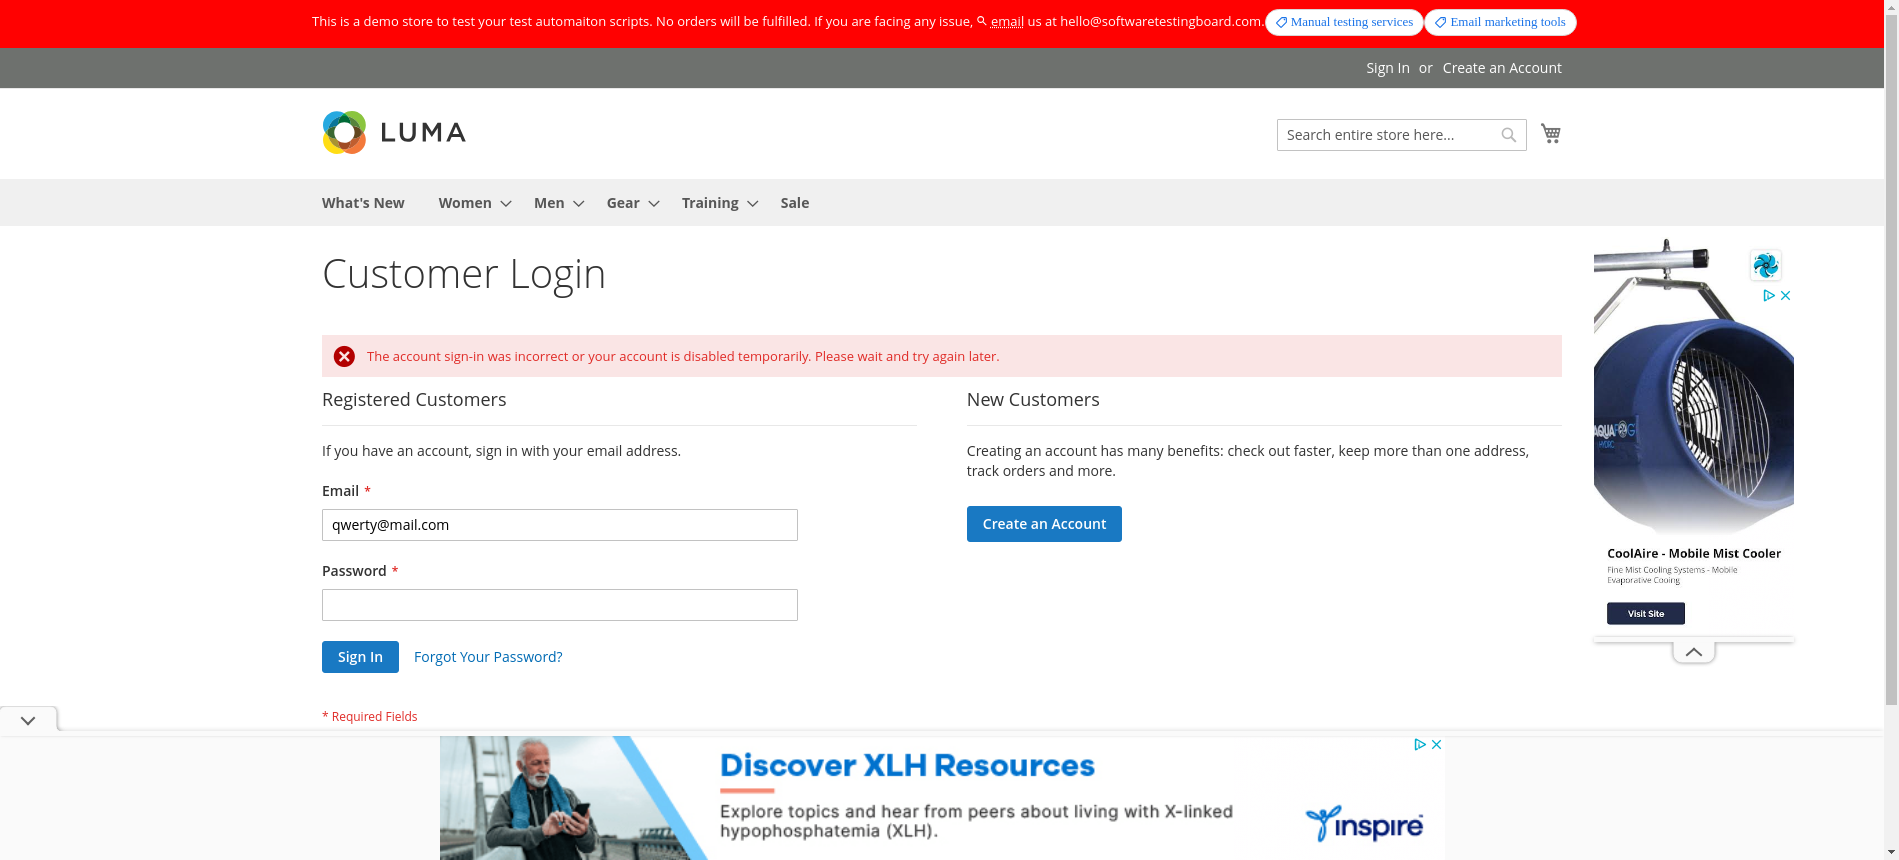 This is a demo store to test your test automaiton scripts. No orders will be fulfilled. If you are facing any issue, email us at hello@softwaretestingboard.com. Manual testing services Email marketing tools
Sign In or Create an Account
LUMA
Search entire store here...
What's New Women Men Gear Training Sale
Customer Login
The account sign-in was incorrect or your account is disabled temporarily. Please wait and try again later.
Registered Customers
If you have an account, sign in with your email address.
Email *
qwerty@mail.com
Password *
Sign In Forgot Your Password?
* Required Fields
New Customers
Creating an account has many benefits: check out faster, keep more than one address,
track orders and more.
Create an Account
AQUAFOG
HYDRO
CoolAire - Mobile Mist Cooler
Fine Mist Cooling Systems - Mobile
Evaporative Cooing
Visit Site
Discover XLH Resources
Explore topics and hear from peers about living with X-linked
hypophosphatemia (XLH).
inspire